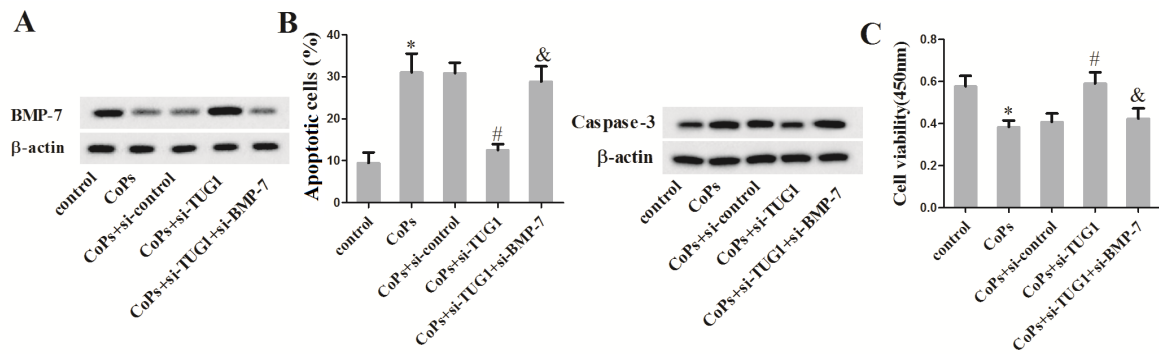 A
BMP-7
β-actin
control
CoPs
CoPs+si-control
CoPs+si-TUG1
CoPs+si-TUG1+si-BMP-7
B
Apoptotic cells (%)
40
30
20
10
0
*
#
&
control
CoPs
CoPs+si-control
CoPs+si-TUG1
CoPs+si-TUG1+si-BMP-7
Caspase-3
β-actin
control
CoPs
CoPs+si-control
CoPs+si-TUG1
CoPs+si-TUG1+si-BMP-7
C
Cell viability(450nm)
0.8
0.6
0.4
0.2
0.0
*
#
&
control
CoPs
CoPs+si-control
CoPs+si-TUG1
CoPs+si-TUG1+si-BMP-7